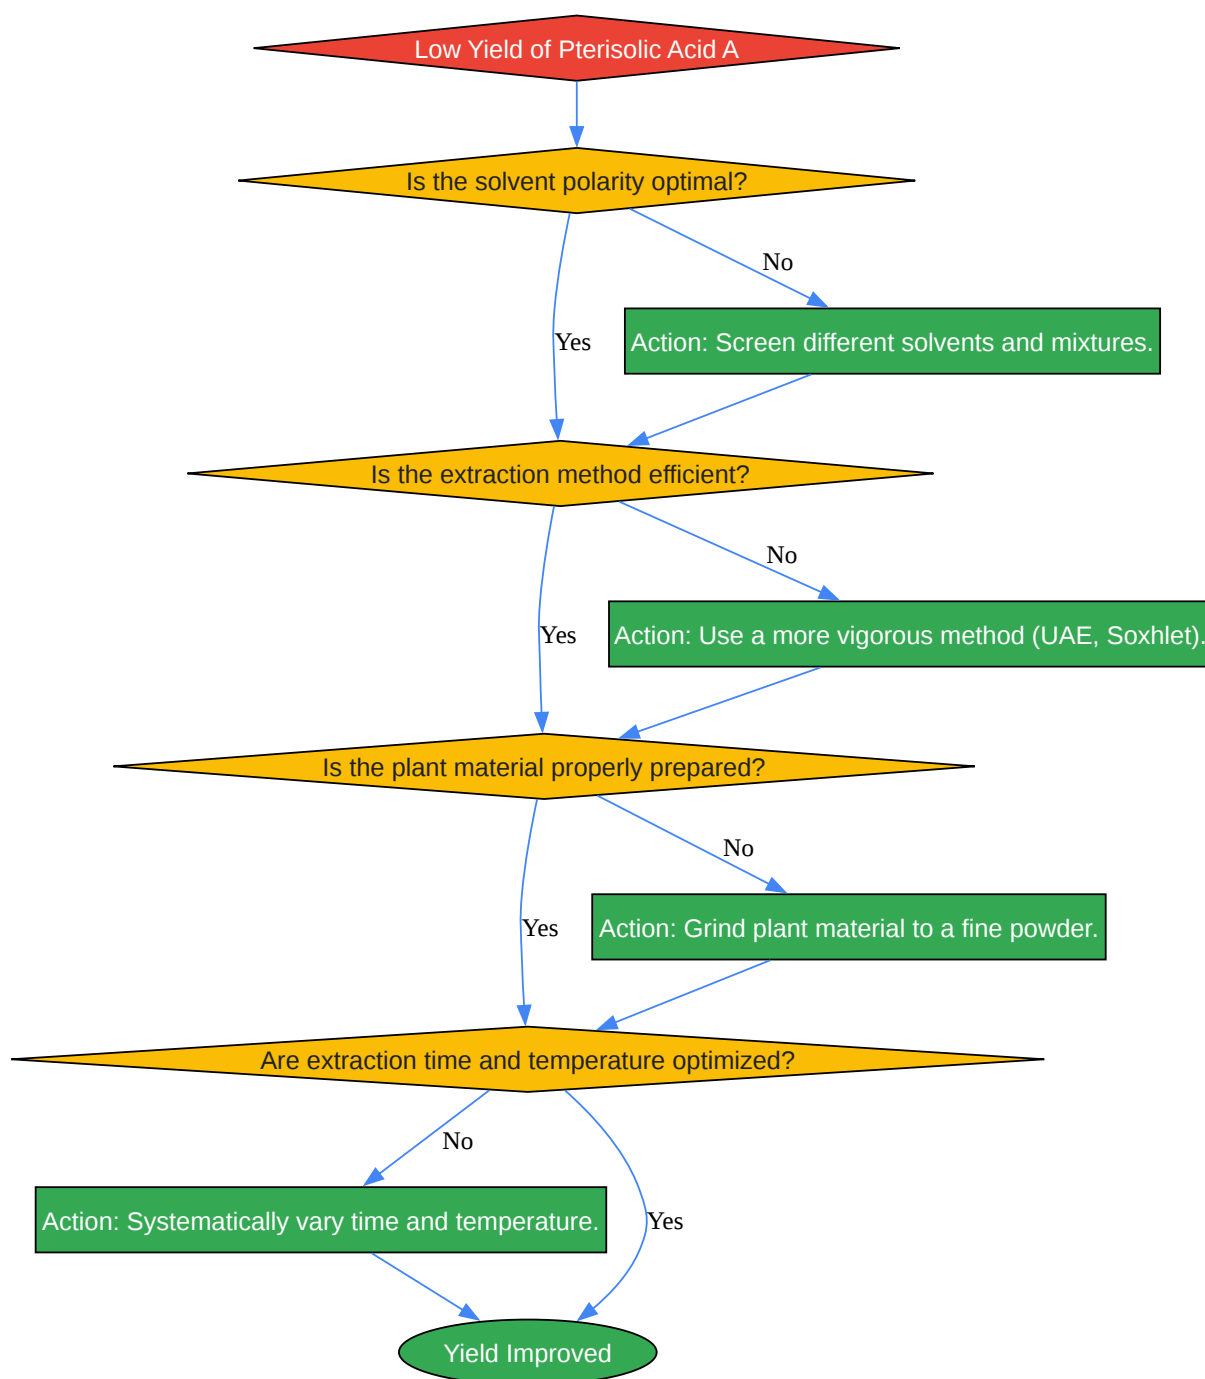 Low Yield of Pterisolic Acid A
Is the solvent polarity optimal?
No
Yes
Action: Screen different solvents and mixtures.
Is the extraction method efficient?
No
Yes
Action: Use a more vigorous method (UAE, Soxhlet).
Is the plant material properly prepared?
No
Yes
Action: Grind plant material to a fine powder.
Are extraction time and temperature optimized?
No
Action: Systematically vary time and temperature.
Yes
Yield Improved